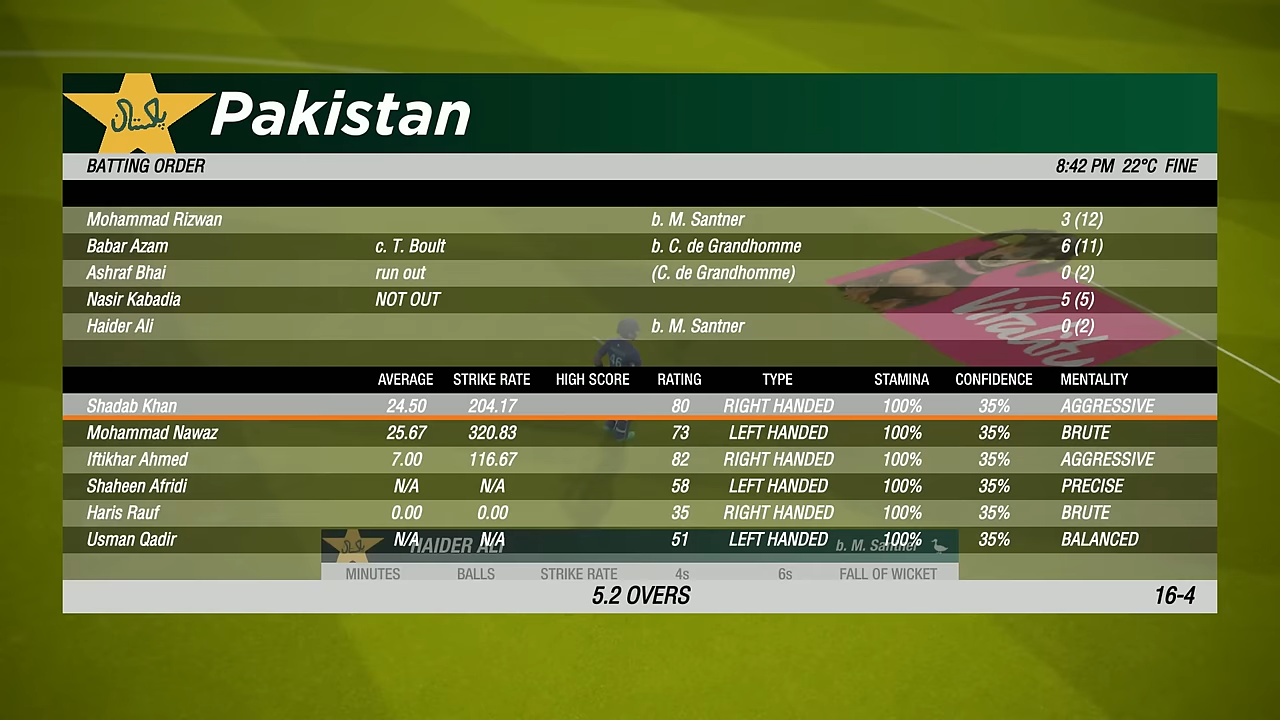 پاکستان
Pakistan
BATTING ORDER 8:42 PM 22°C FINE
Mohammad Rizwan b. M. Santner 3 (12)
Babar Azam c. T. Boult b. C. de Grandhomme 6 (11)
Ashraf Bhai run out (C. de Grandhomme) 0 (2)
Nasir Kabadia NOT OUT 5 (5)
Haider Ali b. M. Santner 0 (2)
Vitality
AVERAGE STRIKE RATE HIGH SCORE RATING TYPE STAMINA CONFIDENCE MENTALITY
Shadab Khan 24.50 204.17 80 RIGHT HANDED 100% 35% AGGRESSIVE
Mohammad Nawaz 25.67 320.83 73 LEFT HANDED 100% 35% BRUTE
Iftikhar Ahmed 7.00 116.67 82 RIGHT HANDED 100% 35% AGGRESSIVE
Shaheen Afridi N/A N/A 58 LEFT HANDED 100% 35% PRECISE
Haris Rauf 0.00 0.00 35 RIGHT HANDED 100% 35% BRUTE
Usman Qadir N/A N/A 51 LEFT HANDED 100% 35% BALANCED
HAIDER ALI b. M. Santner
MINUTES BALLS STRIKE RATE 4s 6s FALL OF WICKET
5.2 OVERS 16-4